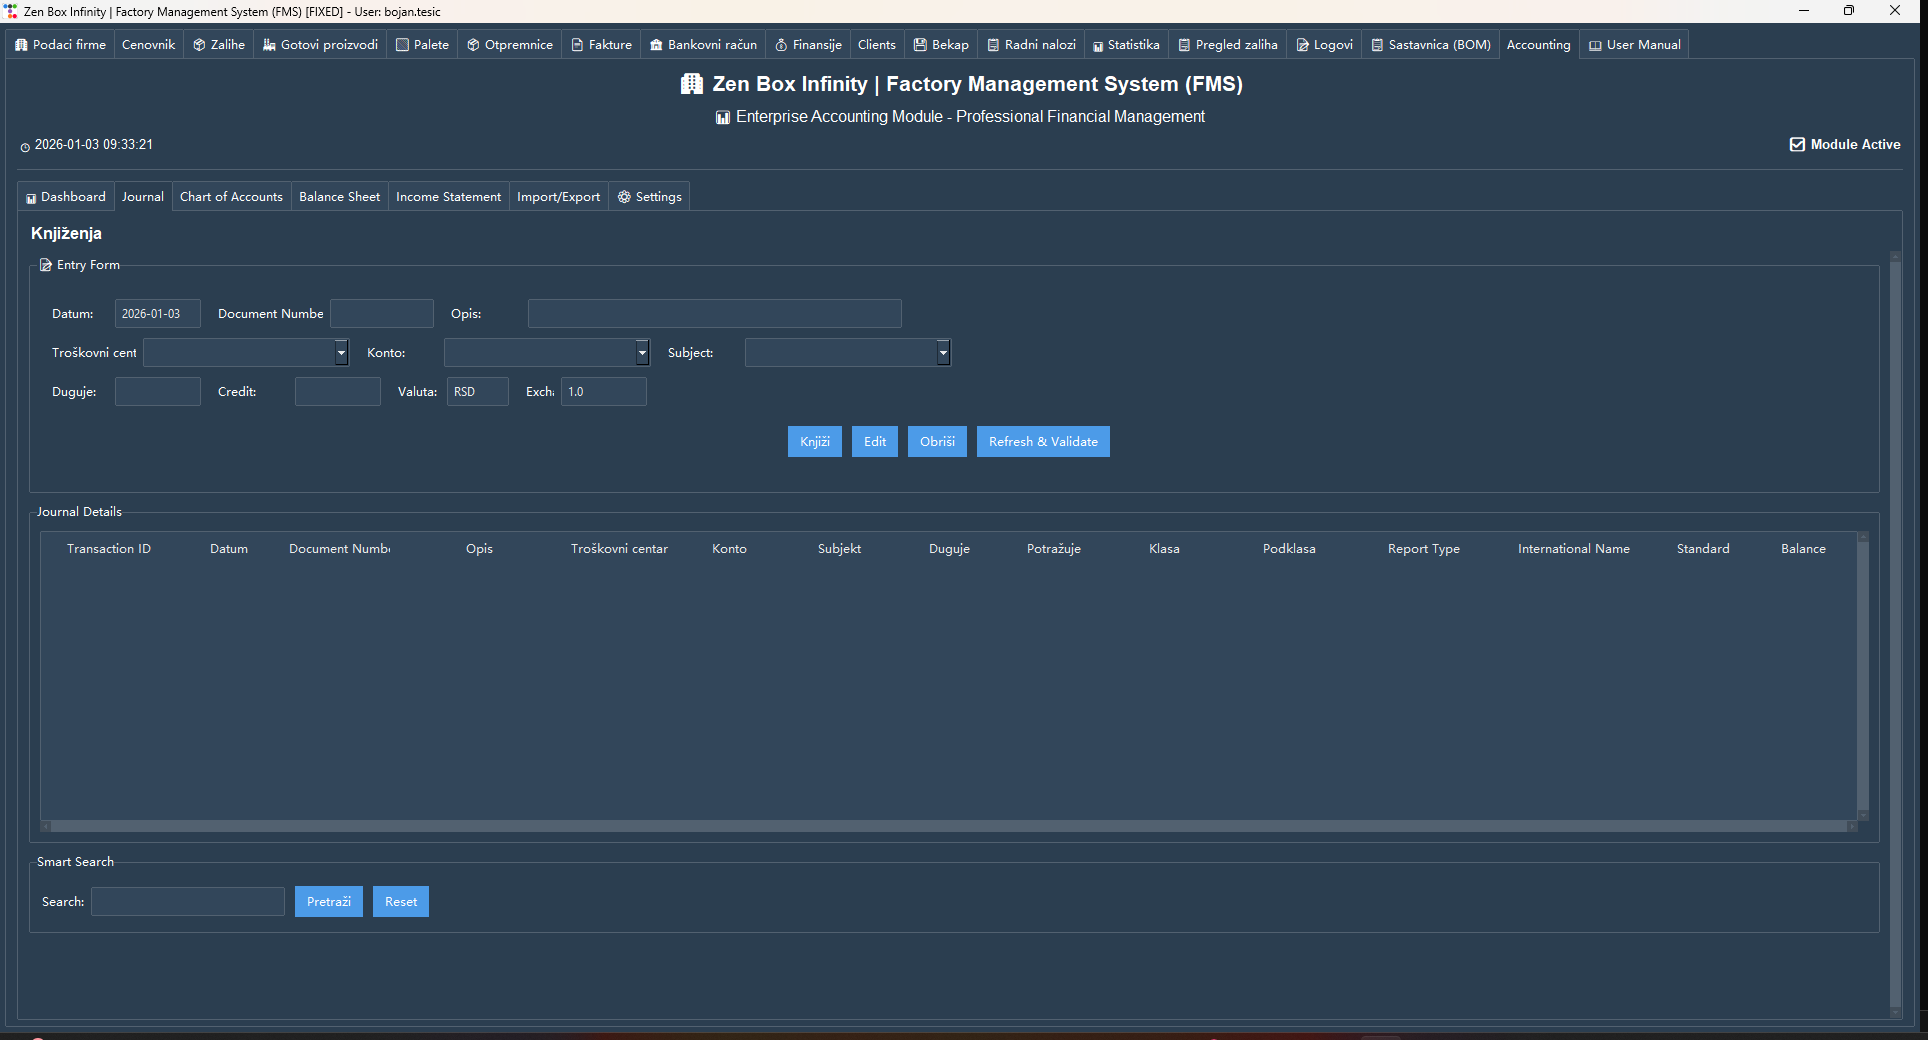 Zen Box Infinity | Factory Management System (FMS) [FIXED] - User: bojan.tesic
Podaci firme Cenovnik Zalihe Gotovi proizvodi Palete Otpremnice Fakture Bankovni račun Finansije Clients Bekap Radni nalozi Statistika Pregled zaliha Logovi Sastavnica (BOM) Accounting User Manual
Zen Box Infinity | Factory Management System (FMS)
Enterprise Accounting Module - Professional Financial Management
2026-01-03 09:33:21 Module Active
Dashboard Journal Chart of Accounts Balance Sheet Income Statement Import/Export Settings
Knjiženja
Entry Form
Datum: 2026-01-03 Document Numbe Opis:
Troškovni cent Konto: Subject:
Duguje: Credit: Valuta: RSD Exch: 1.0
Knjiži Edit Obriši Refresh & Validate
Journal Details
Transaction ID Datum Document Numbe Opis Troškovni centar Konto Subjekt Duguje Potražuje Klasa Podklasa Report Type International Name Standard Balance
Smart Search
Search: Pretraži Reset